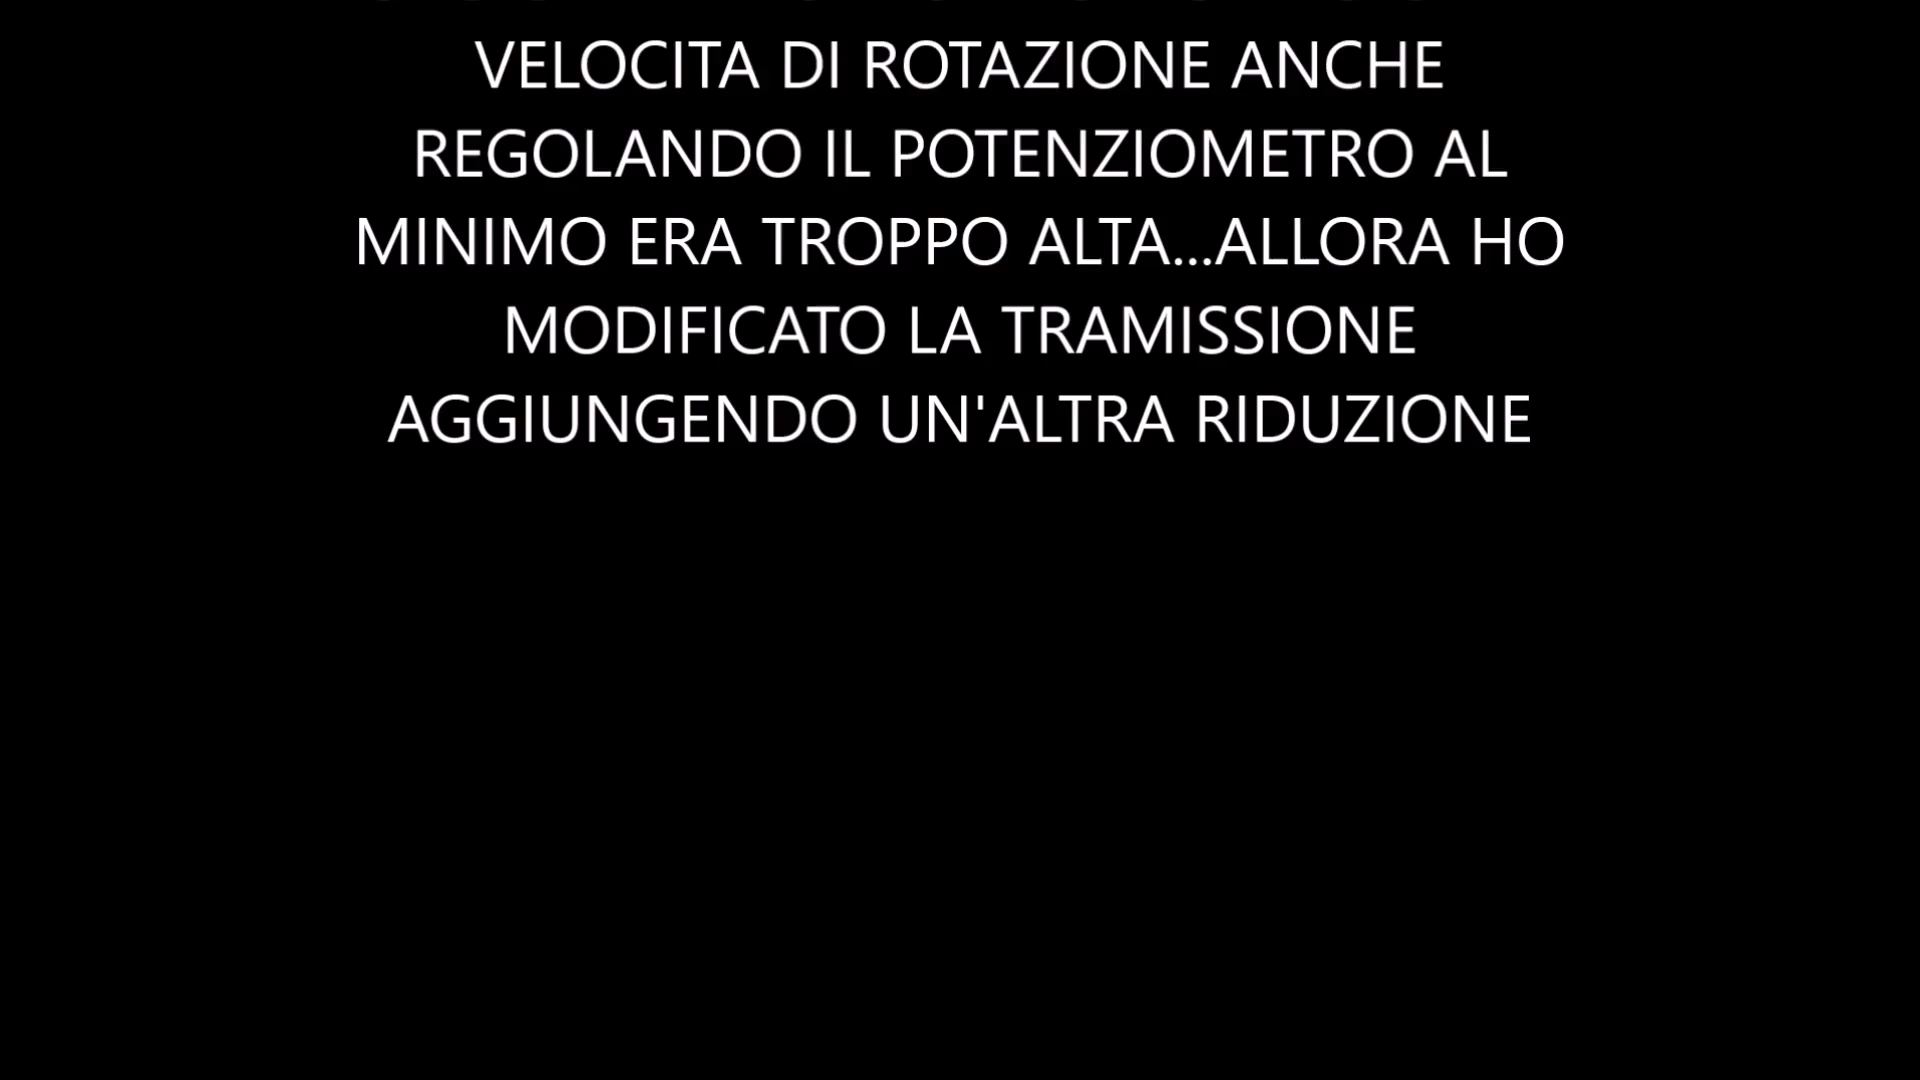 VELOCITA DI ROTAZIONE ANCHE
REGOLANDO IL POTENZIOMETRO AL
MINIMO ERA TROPPO ALTA...ALLORA HO
MODIFICATO LA TRAMISSIONE
AGGIUNGENDO UN'ALTRA RIDUZIONE